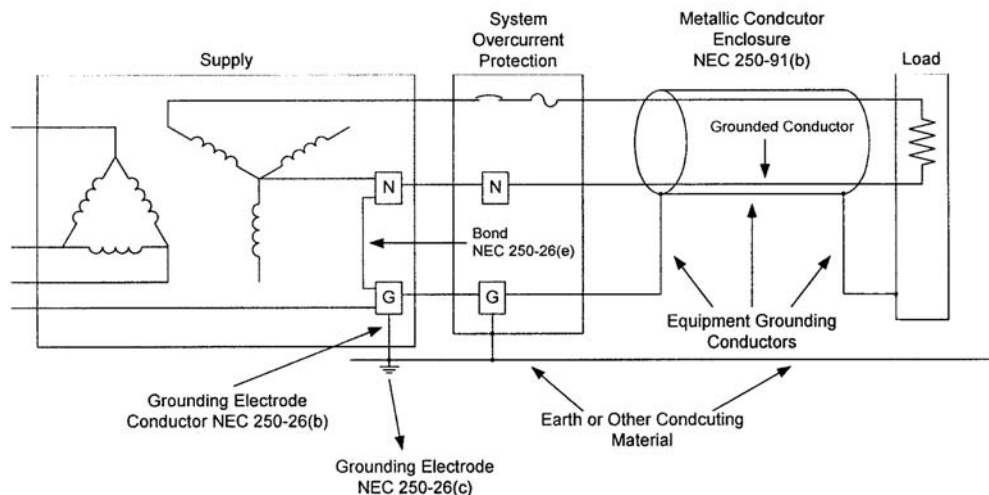 System
Overcurrent
Protection
Metallic Condcutor
Enclosure
NEC 250-91(b)
Supply
Load
Grounded Conductor
N
N
Bond
NEC 250-26(e)
G
G
Equipment Grounding
Conductors
Grounding Electrode
Conductor NEC 250-26(b)
Earth or Other Condcuting
Material
Grounding Electrode
NEC 250-26(c)